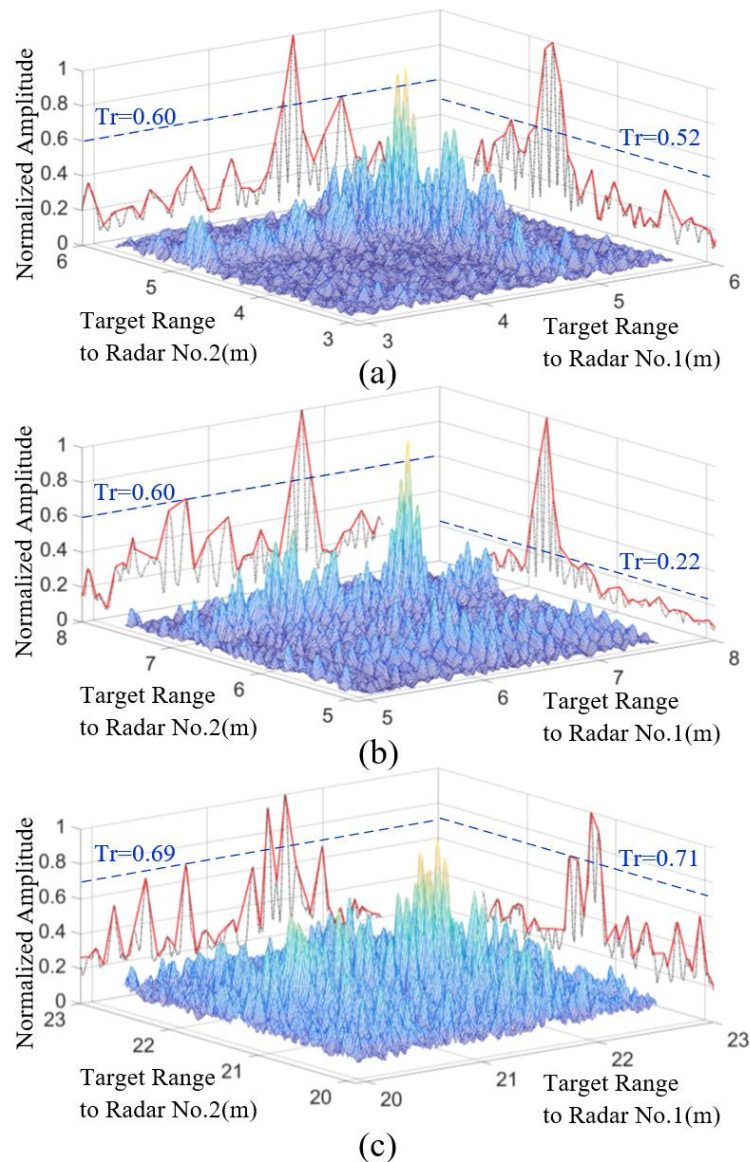 1
0.8
0.6
0.4
0.2
0
Normalized Amplitude
Tr=0.60
Tr=0.52
6
5
4
3
3
4
5
6
Target Range
to Radar No.2(m)
Target Range
to Radar No.1(m)
(a)
1
0.8
0.6
0.4
0.2
0
Normalized Amplitude
Tr=0.60
Tr=0.22
8
7
6
5
5
6
7
8
Target Range
to Radar No.2(m)
Target Range
to Radar No.1(m)
(b)
1
0.8
0.6
0.4
0.2
0
Normalized Amplitude
Tr=0.69
Tr=0.71
23
22
21
20
20
21
22
23
Target Range
to Radar No.2(m)
Target Range
to Radar No.1(m)
(c)